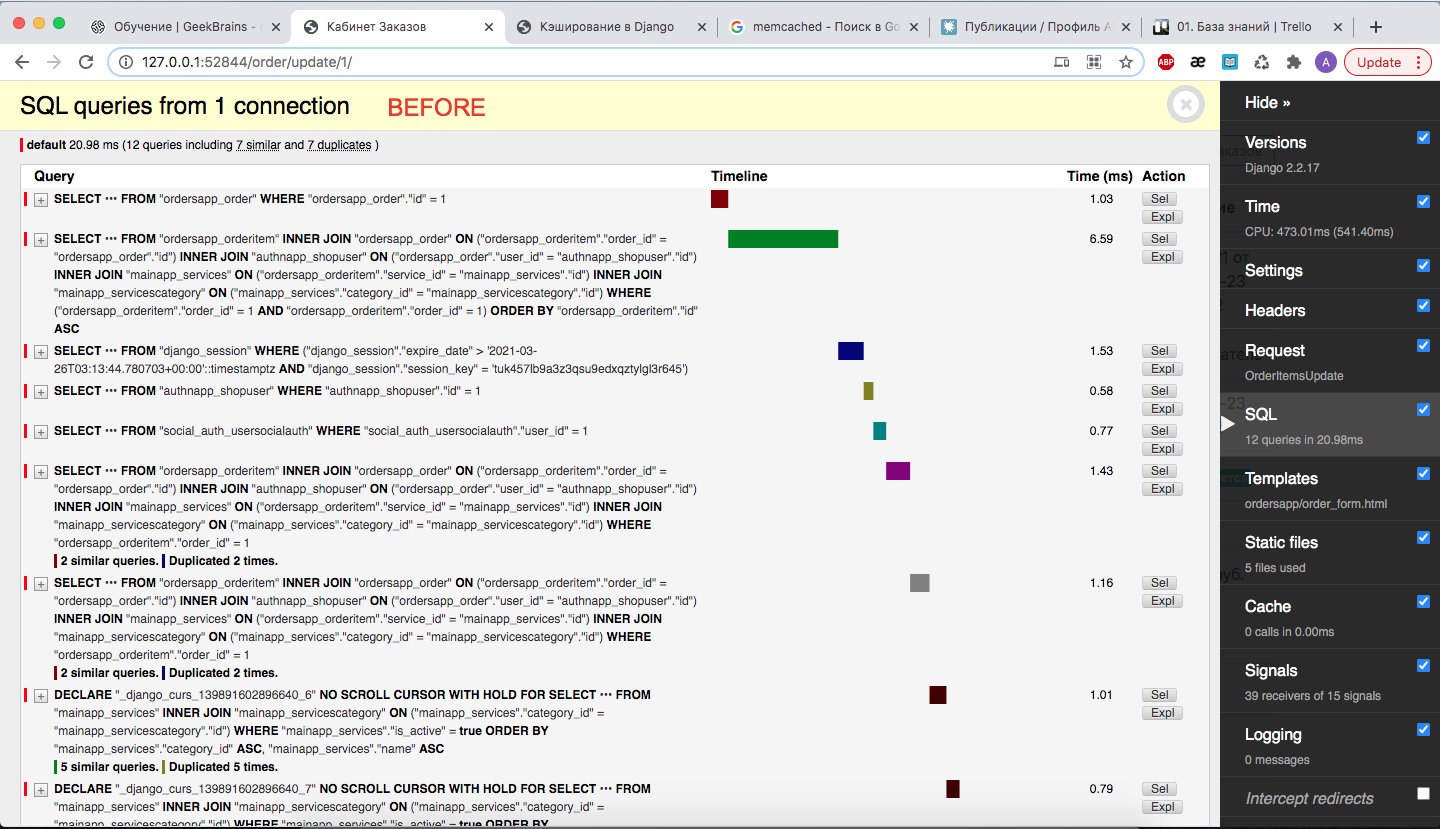 Обучение | GeekBrains -
Кабинет Заказов
Кэширование в Django
memcached - Поиск в Go
Публикации / Профиль A
01. База знаний | Trello
127.0.0.1:52844/order/update/1/
ABP
æ
A
Update
SQL queries from 1 connection BEFORE
default 20.98 ms (12 queries including 7 similar and 7 duplicates )
Query Timeline Time (ms) Action
SELECT ••• FROM "ordersapp_order" WHERE "ordersapp_order"."id" = 1 1.03 Sel
Expl
SELECT ••• FROM "ordersapp_orderitem" INNER JOIN "ordersapp_order" ON ("ordersapp_orderitem"."order_id" = 6.59 Sel
"ordersapp_order"."id") INNER JOIN "authnapp_shopuser" ON ("ordersapp_order"."user_id" = "authnapp_shopuser"."id") Expl
INNER JOIN "mainapp_services" ON ("ordersapp_orderitem"."service_id" = "mainapp_services"."id") INNER JOIN
"mainapp_servicescategory" ON ("mainapp_services"."category_id" = "mainapp_servicescategory"."id") WHERE
("ordersapp_orderitem"."order_id" = 1 AND "ordersapp_orderitem"."order_id" = 1) ORDER BY "ordersapp_orderitem"."id"
ASC
SELECT ••• FROM "django_session" WHERE ("django_session"."expire_date" > '2021-03- 1.53 Sel
26T03:13:44.780703+00:00'::timestamptz AND "django_session"."session_key" = 'tuk457lb9a3z3qsu9edxqztylgl3r645') Expl
SELECT ••• FROM "authnapp_shopuser" WHERE "authnapp_shopuser"."id" = 1 0.58 Sel
Expl
SELECT ••• FROM "social_auth_usersocialauth" WHERE "social_auth_usersocialauth"."user_id" = 1 0.77 Sel
Expl
SELECT ••• FROM "ordersapp_orderitem" INNER JOIN "ordersapp_order" ON ("ordersapp_orderitem"."order_id" = 1.43 Sel
"ordersapp_order"."id") INNER JOIN "authnapp_shopuser" ON ("ordersapp_order"."user_id" = "authnapp_shopuser"."id") Expl
INNER JOIN "mainapp_services" ON ("ordersapp_orderitem"."service_id" = "mainapp_services"."id") INNER JOIN
"mainapp_servicescategory" ON ("mainapp_services"."category_id" = "mainapp_servicescategory"."id") WHERE
"ordersapp_orderitem"."order_id" = 1
2 similar queries. Duplicated 2 times.
SELECT ••• FROM "ordersapp_orderitem" INNER JOIN "ordersapp_order" ON ("ordersapp_orderitem"."order_id" = 1.16 Sel
"ordersapp_order"."id") INNER JOIN "authnapp_shopuser" ON ("ordersapp_order"."user_id" = "authnapp_shopuser"."id") Expl
INNER JOIN "mainapp_services" ON ("ordersapp_orderitem"."service_id" = "mainapp_services"."id") INNER JOIN
"mainapp_servicescategory" ON ("mainapp_services"."category_id" = "mainapp_servicescategory"."id") WHERE
"ordersapp_orderitem"."order_id" = 1
2 similar queries. Duplicated 2 times.
DECLARE "_django_curs_139891602896640_6" NO SCROLL CURSOR WITH HOLD FOR SELECT ••• FROM 1.01 Sel
"mainapp_services" INNER JOIN "mainapp_servicescategory" ON ("mainapp_services"."category_id" = Expl
"mainapp_servicescategory"."id") WHERE "mainapp_services"."is_active" = true ORDER BY
"mainapp_services"."category_id" ASC, "mainapp_services"."name" ASC
5 similar queries. Duplicated 5 times.
DECLARE "_django_curs_139891602896640_7" NO SCROLL CURSOR WITH HOLD FOR SELECT ••• FROM 0.79 Sel
"mainapp_services" INNER JOIN "mainapp_servicescategory" ON ("mainapp_services"."category_id" = Expl
"mainapp_servicescategory"."id") WHERE "mainapp_services"."is_active" = true ORDER BY
Hide »
Versions
Django 2.2.17
Time
CPU: 473.01ms (541.40ms)
Settings
Headers
Request
OrderItemsUpdate
SQL
12 queries in 20.98ms
Templates
ordersapp/order_form.html
Static files
5 files used
Cache
0 calls in 0.00ms
Signals
39 receivers of 15 signals
Logging
0 messages
Intercept redirects